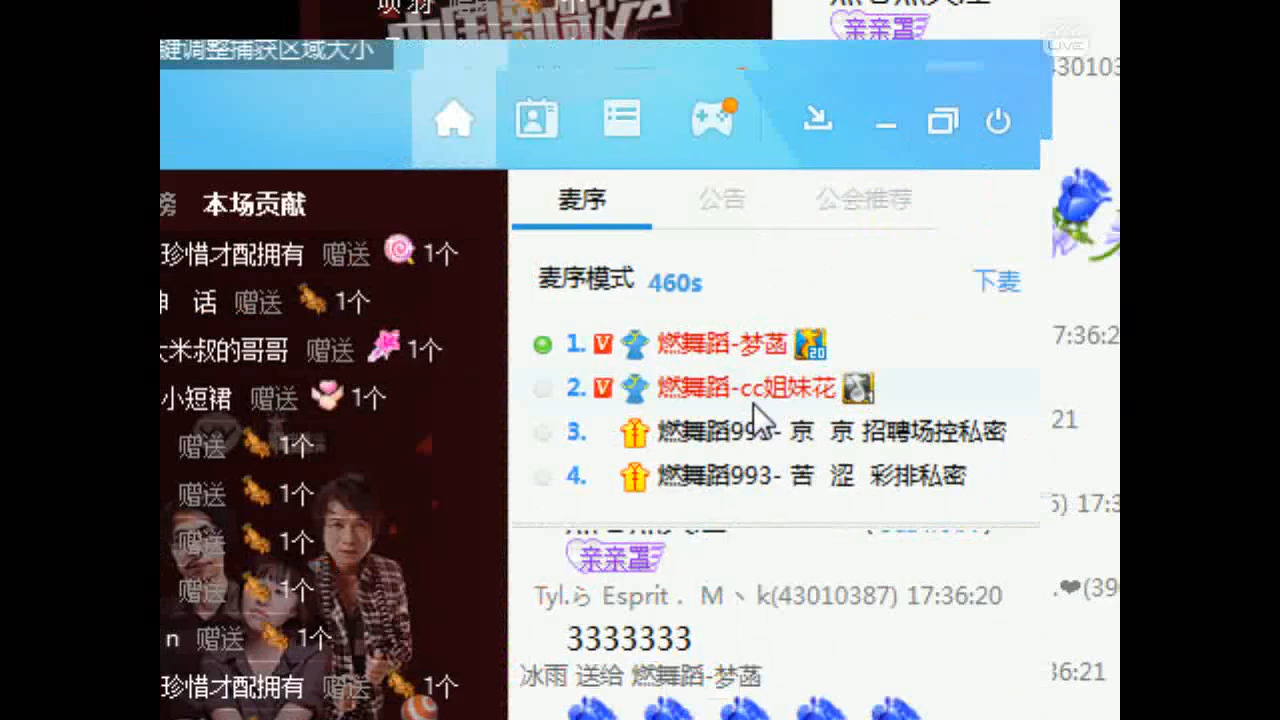 键调整捕获区域大小
亲亲罩
LIVE
本场贡献
麦序 公告 公会推荐
珍惜才配拥有 赠送 1个
麦序模式 460s 下麦
话 赠送 1个
1. V 燃舞蹈-梦菡 20
7:36:2
大米叔的哥哥 赠送 1个
2. V 燃舞蹈-cc姐妹花
小短裙 赠送 1个
3. 燃舞蹈99 - 京 京 招聘场控私密
21
赠送 1个
4. 燃舞蹈993- 苦 涩 彩排私密
赠送 1个
17:3
赠送 1个
亲亲罩
赠送 1个
Tyl.ら Esprit . M丶k(43010387) 17:36:20
.❤(39
n 赠送 1个
3333333
冰雨 送给 燃舞蹈-梦菡
36:21
珍惜才配拥有 赠送 1个